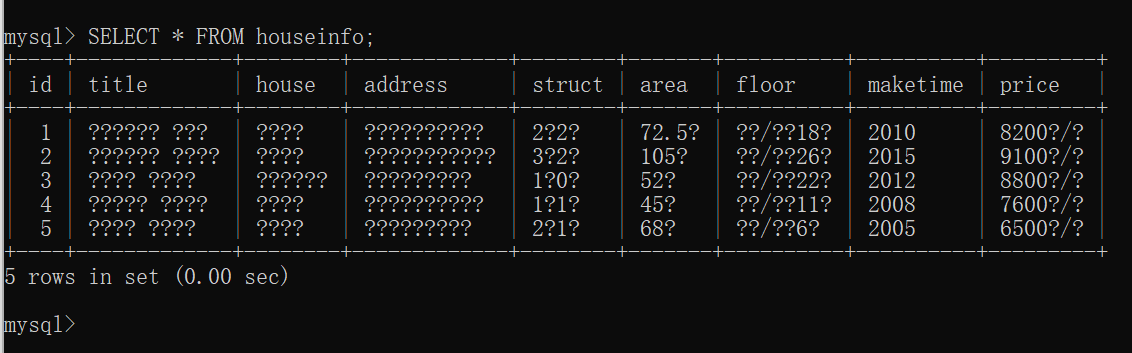 mysql> SELECT * FROM houseinfo;
+----+--------------+--------+-------------+--------+-------+-----------+----------+---------+
| id | title | house | address | struct | area | floor | maketime | price |
+----+--------------+--------+-------------+--------+-------+-----------+----------+---------+
| 1 | ?????? ??? | ???? | ?????????? | 2?2? | 72.5? | ??/??18? | 2010 | 8200?/? |
| 2 | ?????? ???? | ???? | ??????????? | 3?2? | 105? | ??/??26? | 2015 | 9100?/? |
| 3 | ???? ???? | ?????? | ????????? | 1?0? | 52? | ??/??22? | 2012 | 8800?/? |
| 4 | ????? ???? | ???? | ?????????? | 1?1? | 45? | ??/??11? | 2008 | 7600?/? |
| 5 | ???? ???? | ???? | ????????? | 2?1? | 68? | ??/??6? | 2005 | 6500?/? |
+----+--------------+--------+-------------+--------+-------+-----------+----------+---------+
5 rows in set (0.00 sec)
mysql>